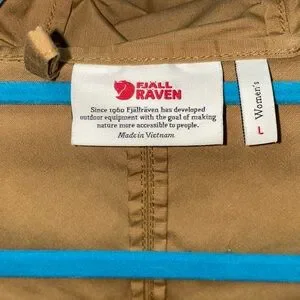 FJÄLL
RÄVEN
Since 1960 Fjällräven has developed
outdoor equipment with the goal of making
nature more accessible to people.
Made in Vietnam
Women's
L